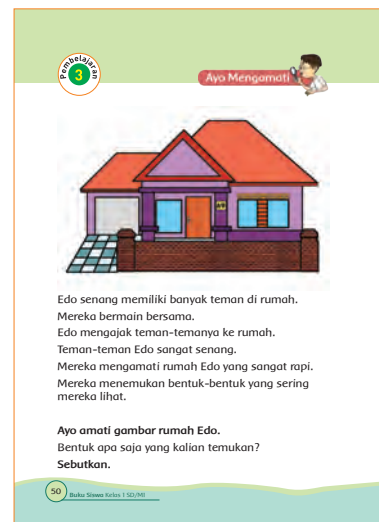 Pembelajaran
3
Ayo Mengamati
Edo senang memiliki banyak teman di rumah.
Mereka bermain bersama.
Edo mengajak teman-temanya ke rumah.
Teman-teman Edo sangat senang.
Mereka mengamati rumah Edo yang sangat rapi.
Mereka menemukan bentuk-bentuk yang sering
mereka lihat.
Ayo amati gambar rumah Edo.
Bentuk apa saja yang kalian temukan?
Sebutkan.
50 Buku Siswa Kelas 1 SD/MI